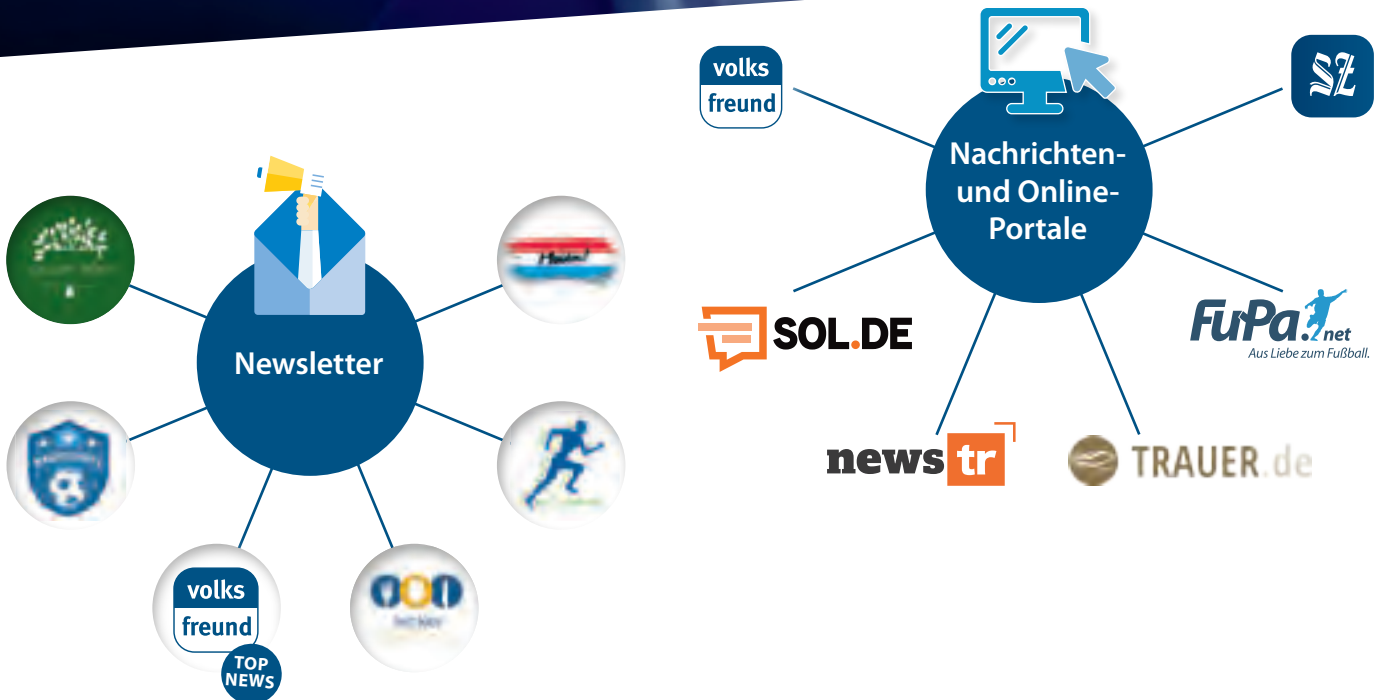 volks
freund
SZ
Nachrichten-
und Online-
Portale
SOL.DE
FuPa.net
Aus Liebe zum Fußball.
news tr
TRAUER.de
Newsletter
volks
freund
TOP
NEWS